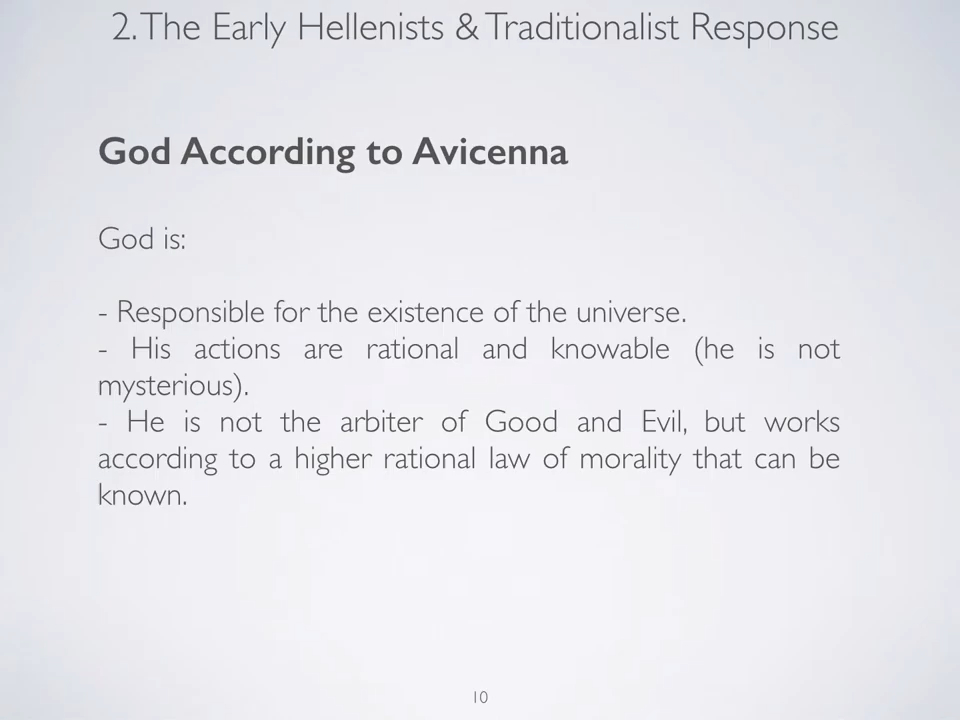 2. The Early Hellenists & Traditionalist Response
God According to Avicenna
God is:
- Responsible for the existence of the universe.
- His actions are rational and knowable (he is not
mysterious).
- He is not the arbiter of Good and Evil, but works
according to a higher rational law of morality that can be
known.
10